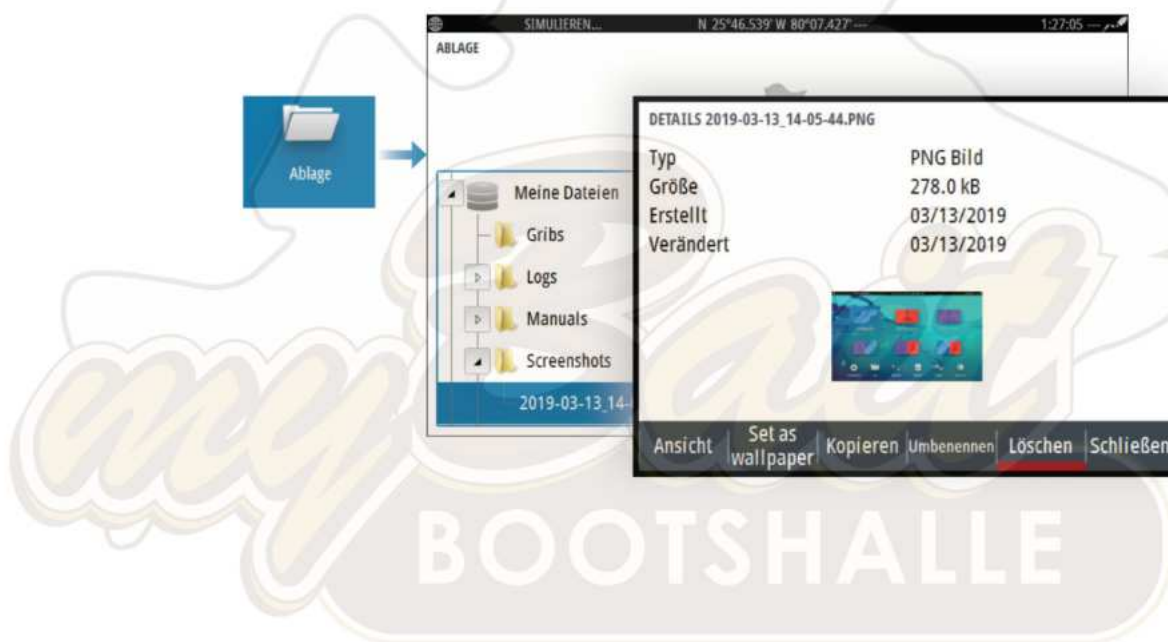 SIMULIEREN... N 25°46.539' W 80°07.427' --- 1:27:05 ---
ABLAGE
Ablage
Meine Dateien
Gribs
Logs
Manuals
Screenshots
2019-03-13_14-
DETAILS 2019-03-13_14-05-44.PNG
Typ PNG Bild
Größe 278.0 kB
Erstellt 03/13/2019
Verändert 03/13/2019
Ansicht
Set as
wallpaper
Kopieren
Umbenennen
Löschen
Schließen
myBait
BOOTSHALLE